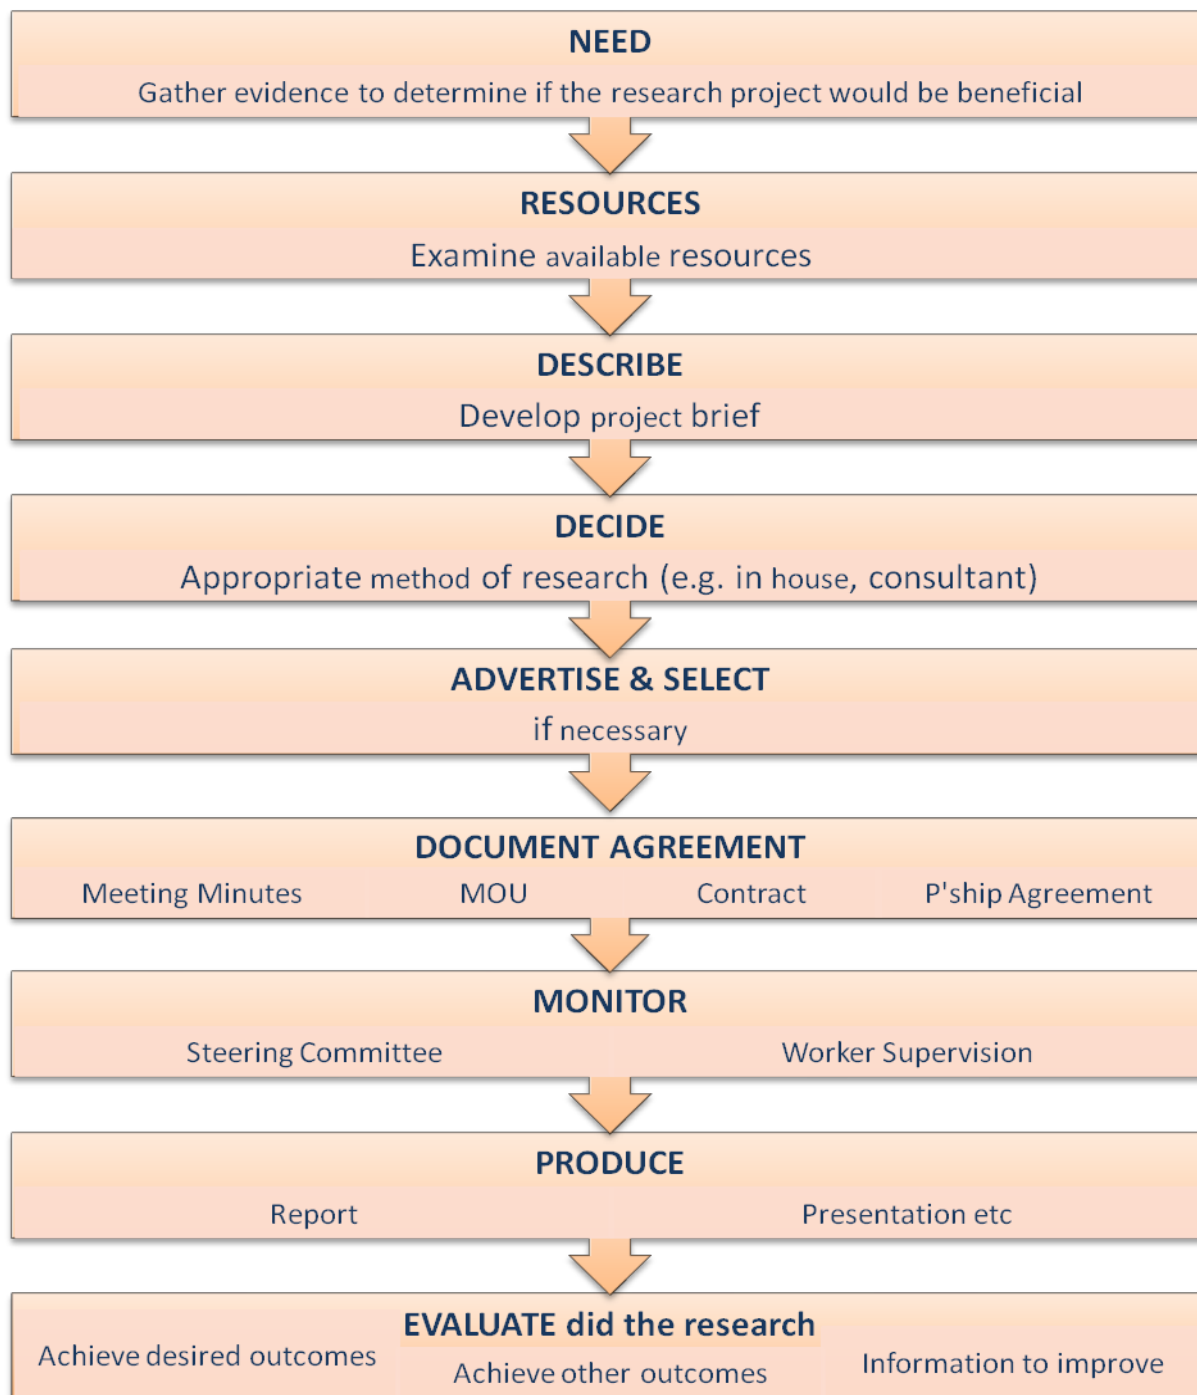 NEED
Gather evidence to determine if the research project would be beneficial
RESOURCES
Examine available resources
DESCRIBE
Develop project brief
DECIDE
Appropriate method of research (e.g. in house, consultant)
ADVERTISE & SELECT
if necessary
DOCUMENT AGREEMENT
Meeting Minutes MOU Contract P'ship Agreement
MONITOR
Steering Committee Worker Supervision
PRODUCE
Report Presentation etc
EVALUATE did the research
Achieve desired outcomes Achieve other outcomes Information to improve